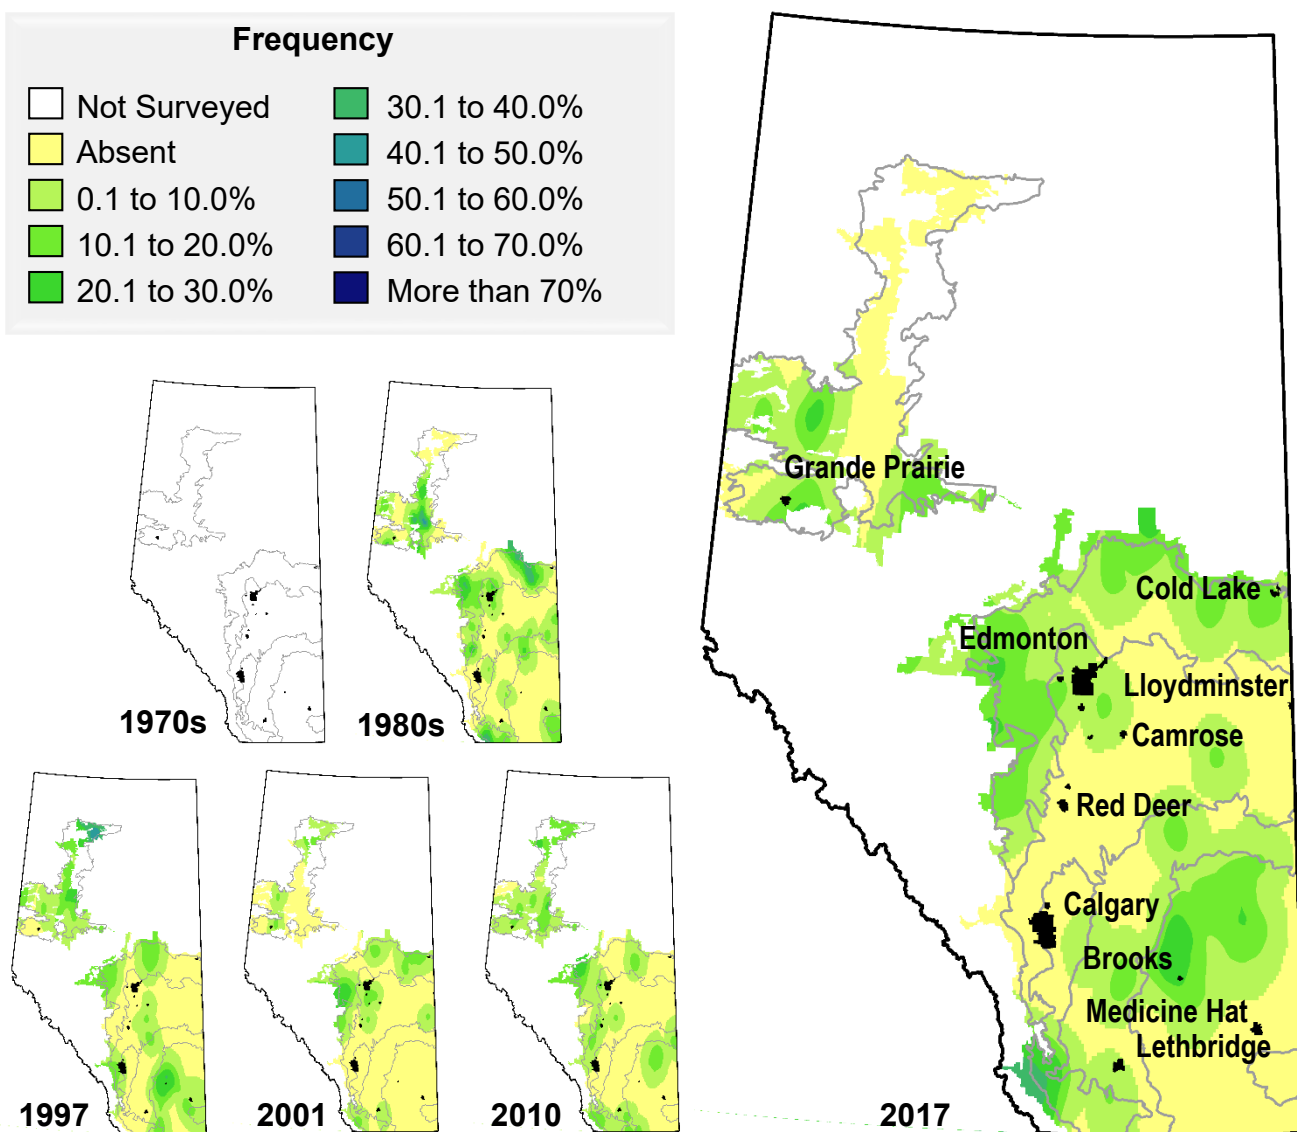 Frequency
Not Surveyed
Absent
0.1 to 10.0%
10.1 to 20.0%
20.1 to 30.0%
30.1 to 40.0%
40.1 to 50.0%
50.1 to 60.0%
60.1 to 70.0%
More than 70%
1970s
1980s
1997
2001
2010
Grande Prairie
Cold Lake
Edmonton
Lloydminster
Camrose
Red Deer
Calgary
Brooks
Medicine Hat
Lethbridge
2017